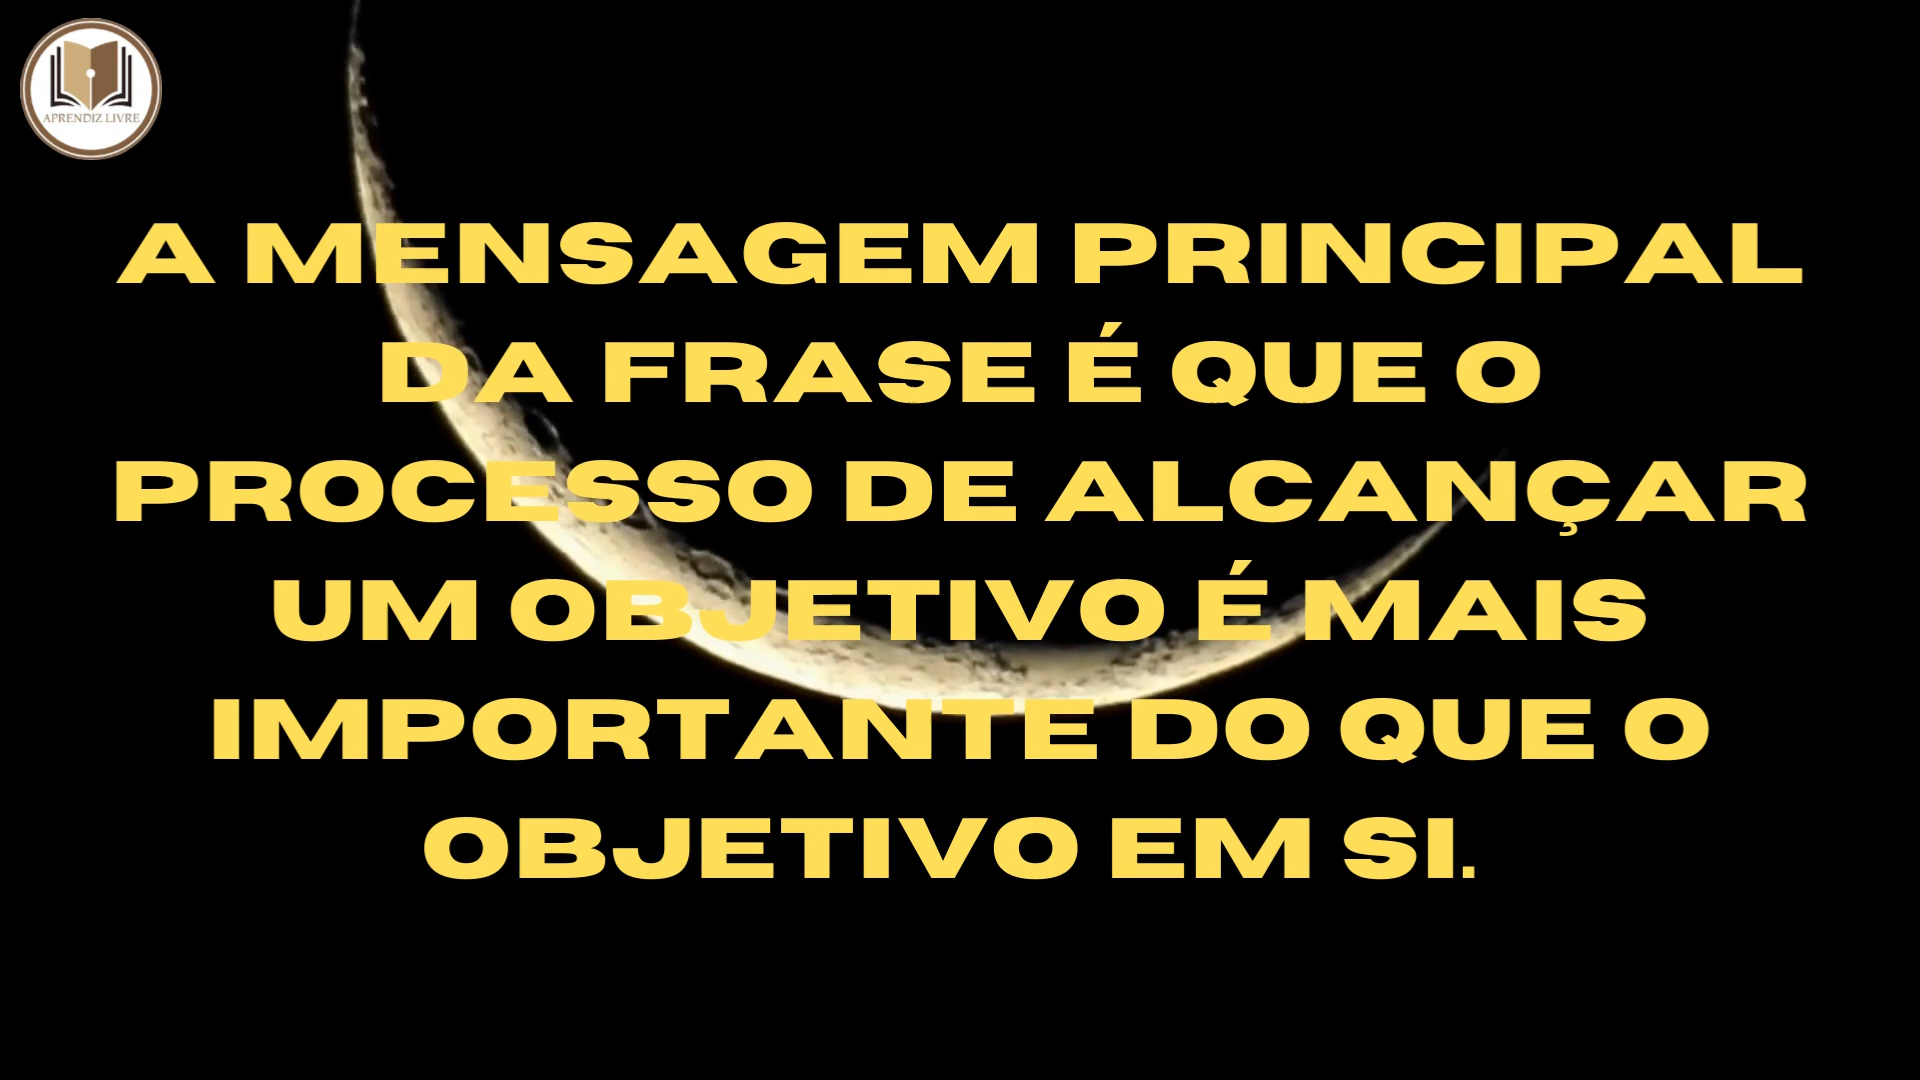 APRENDIZ LIVRE
A MENSAGEM PRINCIPAL
DA FRASE É QUE O
PROCESSO DE ALCANÇAR
UM OBJETIVO É MAIS
IMPORTANTE DO QUE O
OBJETIVO EM SI.